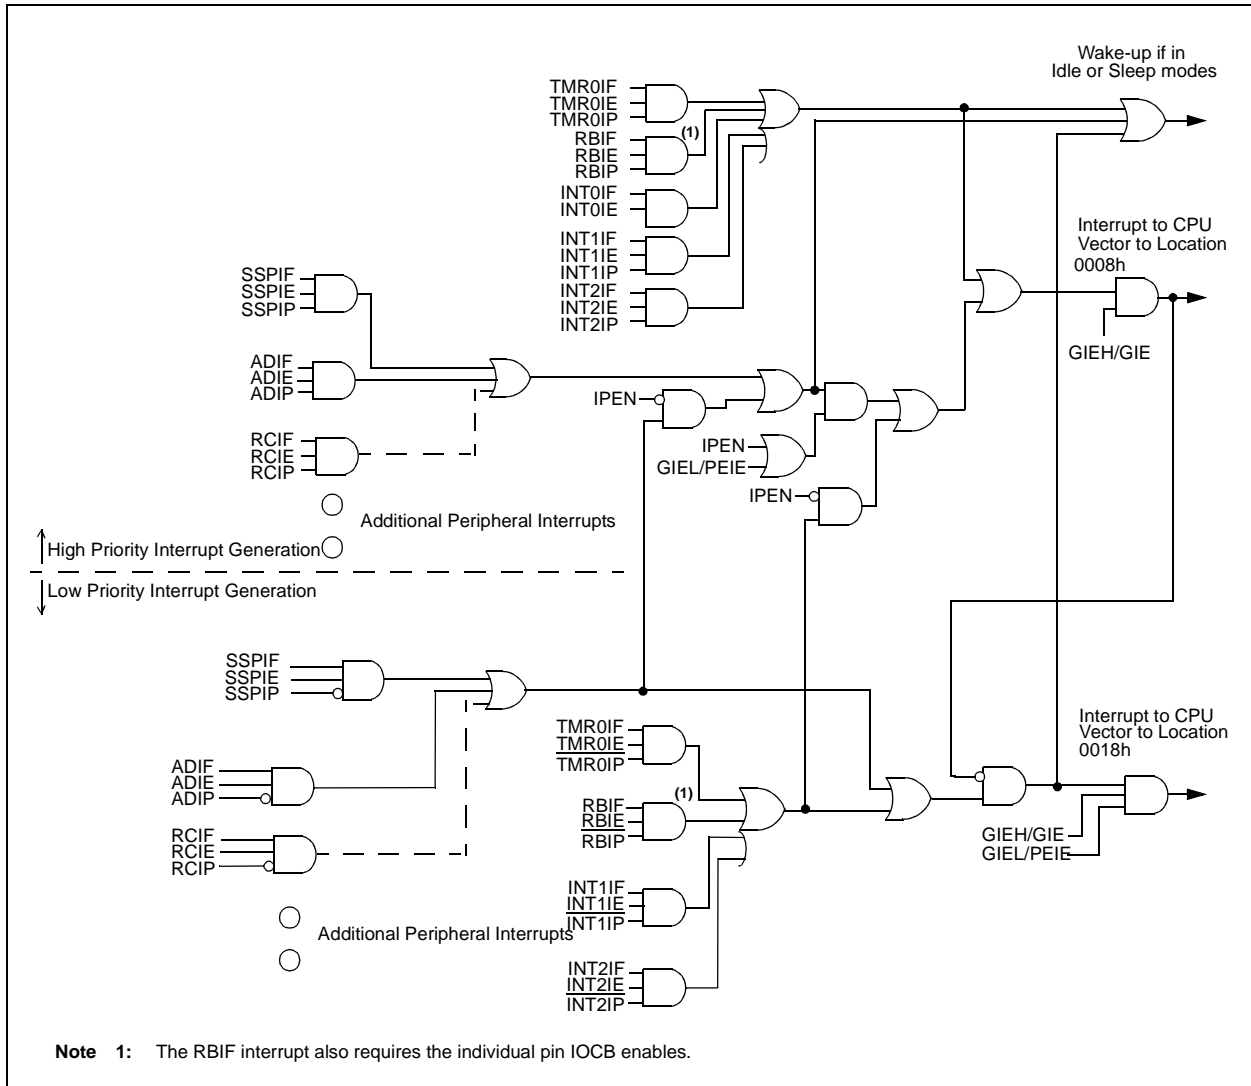 Wake-up if in
Idle or Sleep modes
TMR0IF
TMR0IE
TMR0IP
(1)
RBIF
RBIE
RBIP
INT0IF
INT0IE
INT1IF
INT1IE
INT1IP
INT2IF
INT2IE
INT2IP
Interrupt to CPU
Vector to Location
0008h
GIEH/GIE
SSPIF
SSPIE
SSPIP
ADIF
ADIE
ADIP
RCIF
RCIE
RCIP
IPEN
IPEN
GIEL/PEIE
IPEN
Additional Peripheral Interrupts
High Priority Interrupt Generation
Low Priority Interrupt Generation
SSPIF
SSPIE
SSPIP
ADIF
ADIE
ADIP
RCIF
RCIE
RCIP
Additional Peripheral Interrupts
TMR0IF
TMR0IE
TMR0IP
(1)
RBIF
RBIE
RBIP
INT1IF
INT1IE
INT1IP
INT2IF
INT2IE
INT2IP
Interrupt to CPU
Vector to Location
0018h
GIEH/GIE
GIEL/PEIE
Note 1: The RBIF interrupt also requires the individual pin IOCB enables.